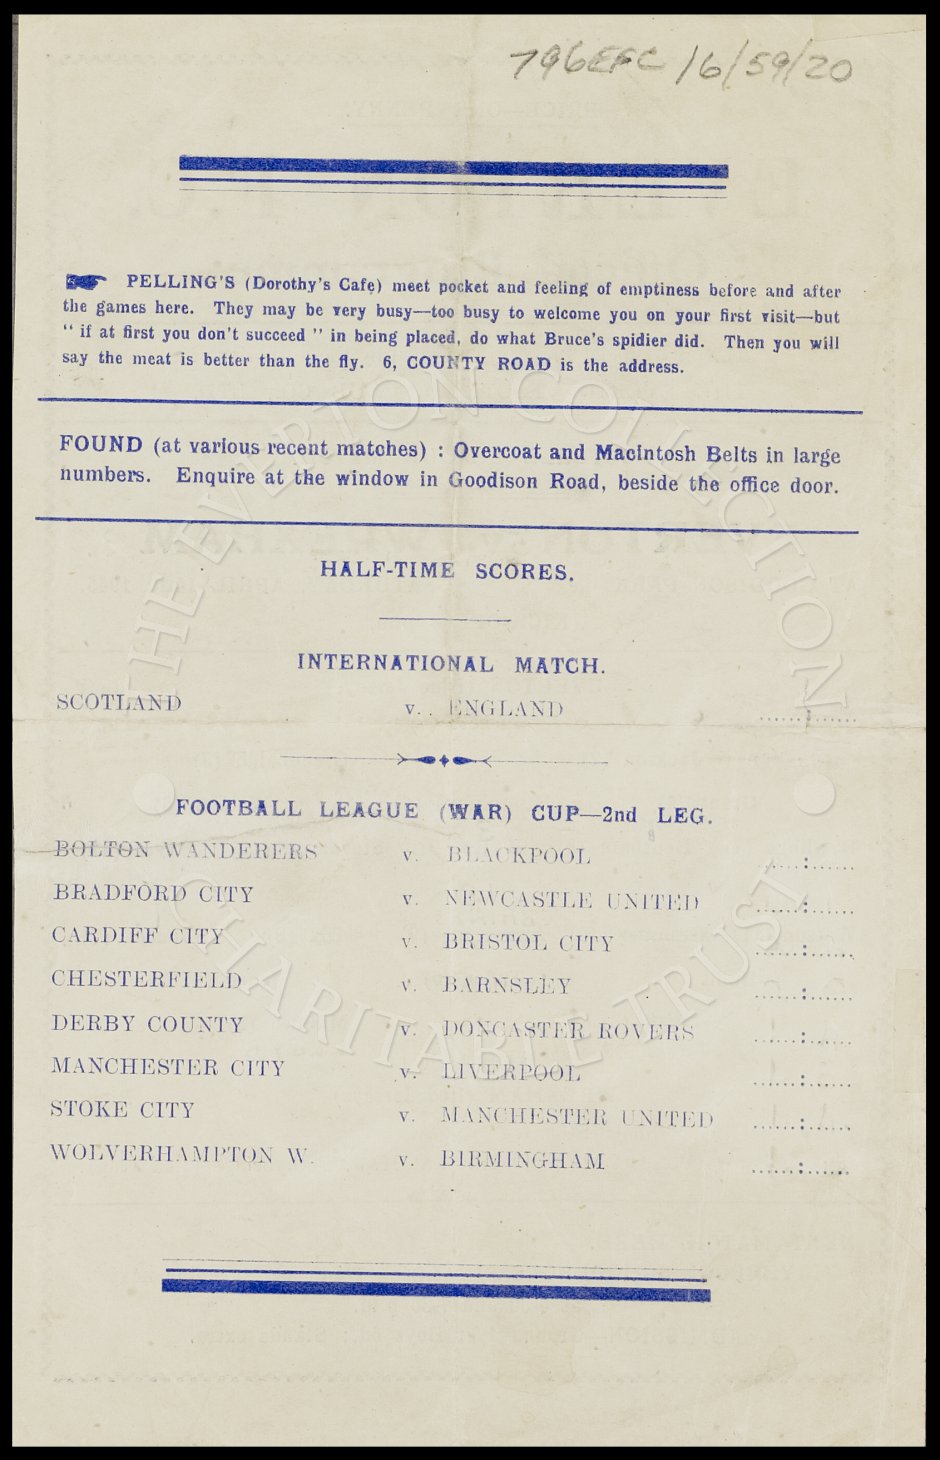 796EFC/16/59/20
PELLING'S (Dorothy's Cafe) meet pocket and feeling of emptiness before and after
the games here. They may be very busy—too busy to welcome you on your first visit—but
“ if at first you don't succeed ” in being placed, do what Bruce's spidier did. Then you will
say the meat is better than the fly. 6, COUNTY ROAD is the address.
FOUND (at various recent matches) : Overcoat and Macintosh Belts in large
numbers. Enquire at the window in Goodison Road, beside the office door.
HALF-TIME SCORES.
INTERNATIONAL MATCH.
SCOTLAND v. ENGLAND ......:......
FOOTBALL LEAGUE (WAR) CUP—2nd LEG.
BOLTON WANDERERS v. BLACKPOOL ......:......
BRADFORD CITY v. NEWCASTLE UNITED ......:......
CARDIFF CITY v. BRISTOL CITY ......:......
CHESTERFIELD v. BARNSLEY ......:......
DERBY COUNTY v. DONCASTER ROVERS ......:......
MANCHESTER CITY v. LIVERPOOL ......:......
STOKE CITY v. MANCHESTER UNITED ......:......
WOLVERHAMPTON W. v. BIRMINGHAM ......:......
THE EVERTON COLLECTION
CHARITABLE TRUST